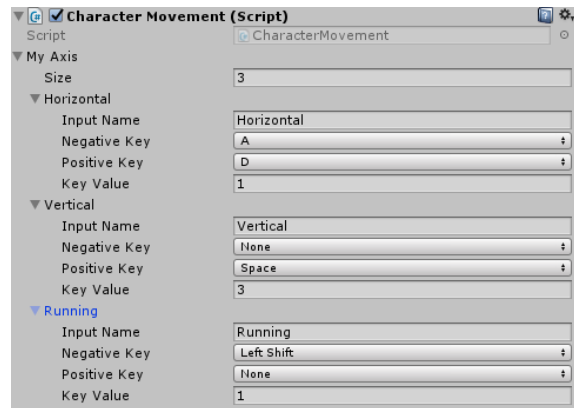 Character Movement (Script)
Script CharacterMovement
My Axis
Size 3
Horizontal
Input Name Horizontal
Negative Key A
Positive Key D
Key Value 1
Vertical
Input Name Vertical
Negative Key None
Positive Key Space
Key Value 3
Running
Input Name Running
Negative Key Left Shift
Positive Key None
Key Value 1